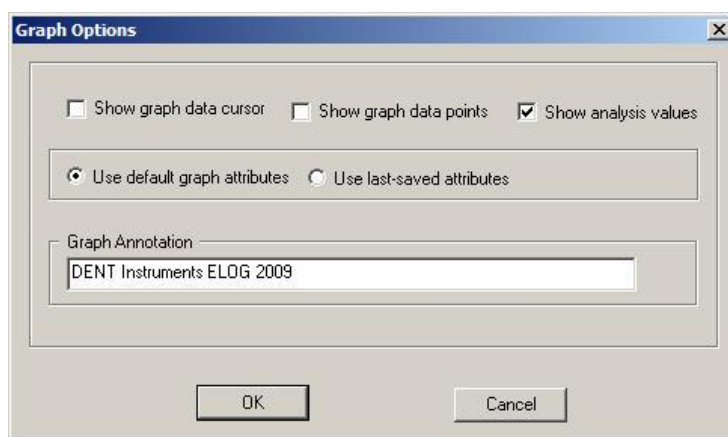 Graph Options
Show graph data cursor Show graph data points Show analysis values
Use default graph attributes Use last-saved attributes
Graph Annotation
DENT Instruments ELOG 2009
OK Cancel